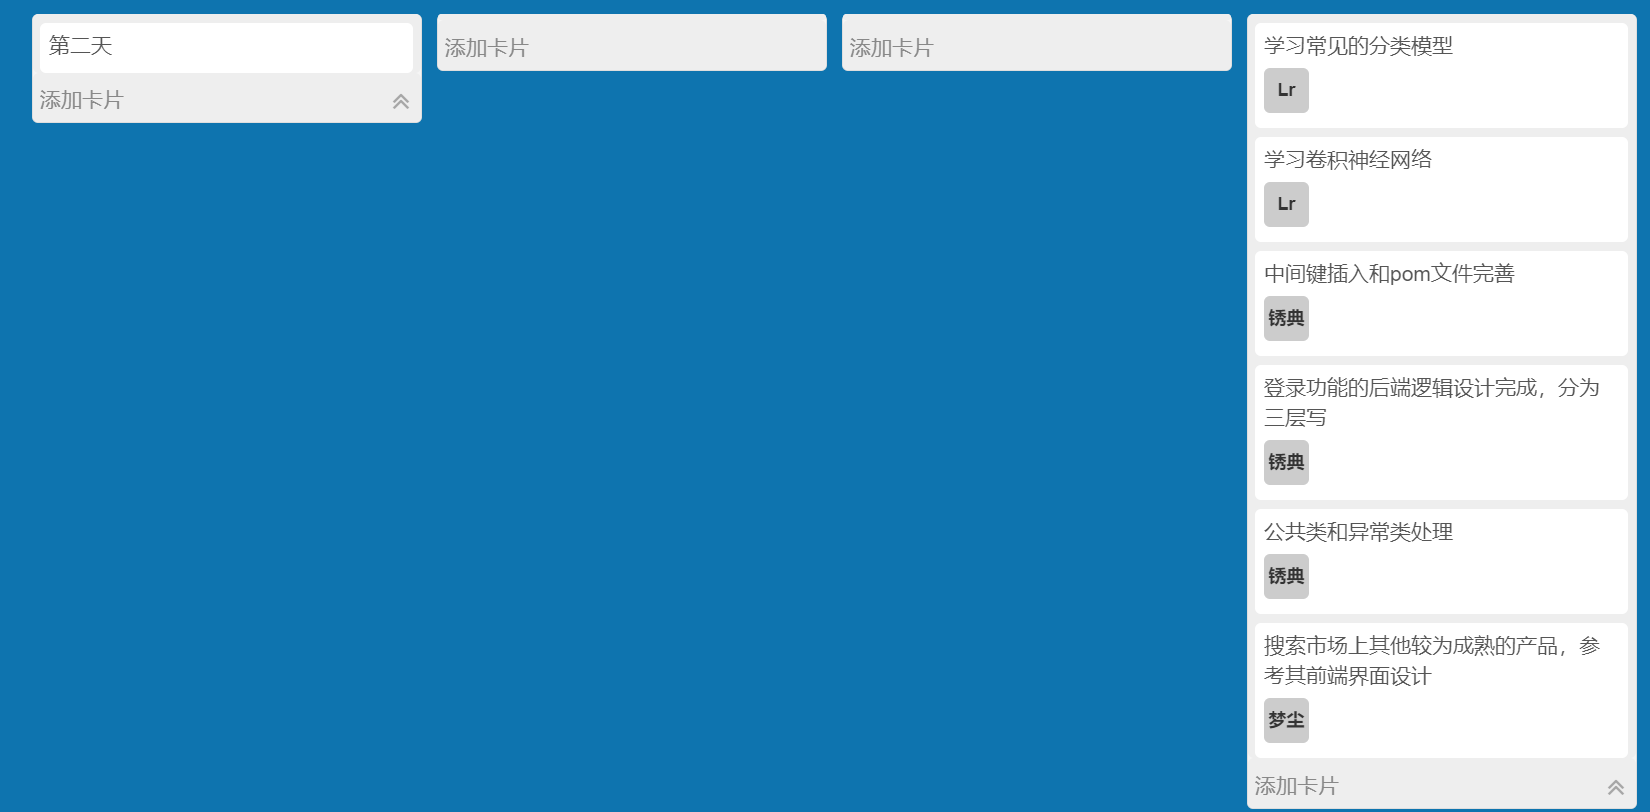 第二天
添加卡片
添加卡片
添加卡片
学习常见的分类模型
Lr
学习卷积神经网络
Lr
中间键插入和pom文件完善
锈典
登录功能的后端逻辑设计完成，分为
三层写
锈典
公共类和异常类处理
锈典
搜索市场上其他较为成熟的产品，参
考其前端界面设计
梦尘
添加卡片